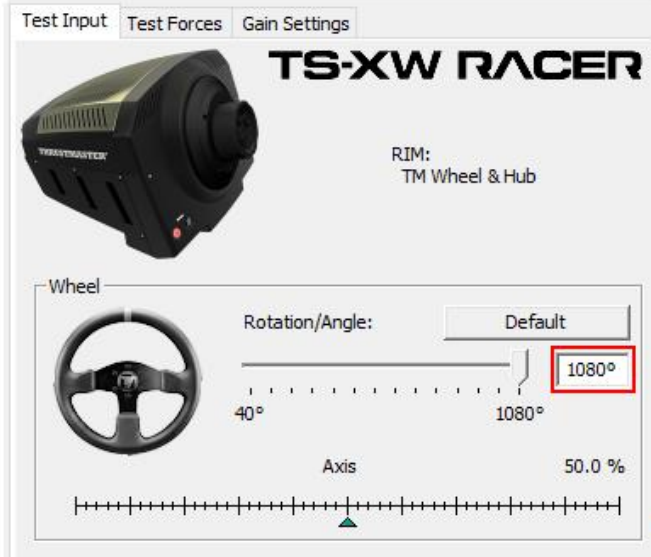 Test Input Test Forces Gain Settings
TS-XW RACER
THRUSTMASTER
RIM:
TM Wheel & Hub
Wheel
Rotation/Angle: Default
1080°
40° 1080°
Axis 50.0 %